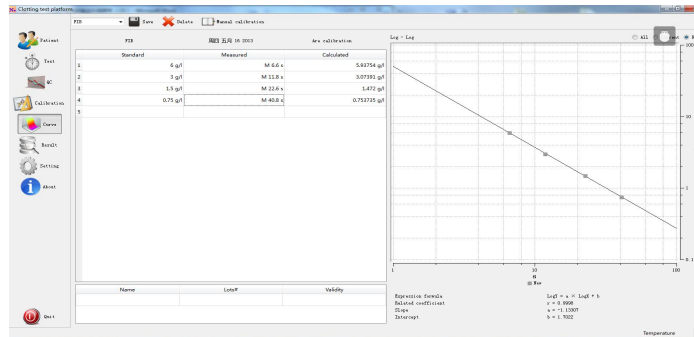 Clotting test platform
FIB Save Delete Manual calibration
Patient
Test
QC
Calibration
Curve
Result
Setting
About
Quit
FIB 周四 五月 16 2013 Are calibration
Standard Measured Calculated
1 6 g/l M 6.6 s 5.93754 g/l
2 3 g/l M 11.8 s 3.07391 g/l
3 1.5 g/l M 22.6 s 1.472 g/l
4 0.75 g/l M 40.8 s 0.753735 g/l
5
Name Lots# Validity
Log - Log
All
100
10
1
0.1
1 10 100
S
New
Expression formula LogY = a × LogX + b
Related coefficient r = 0.9998
Slope a = -1.13307
Intercept b = 1.7022
Temperature